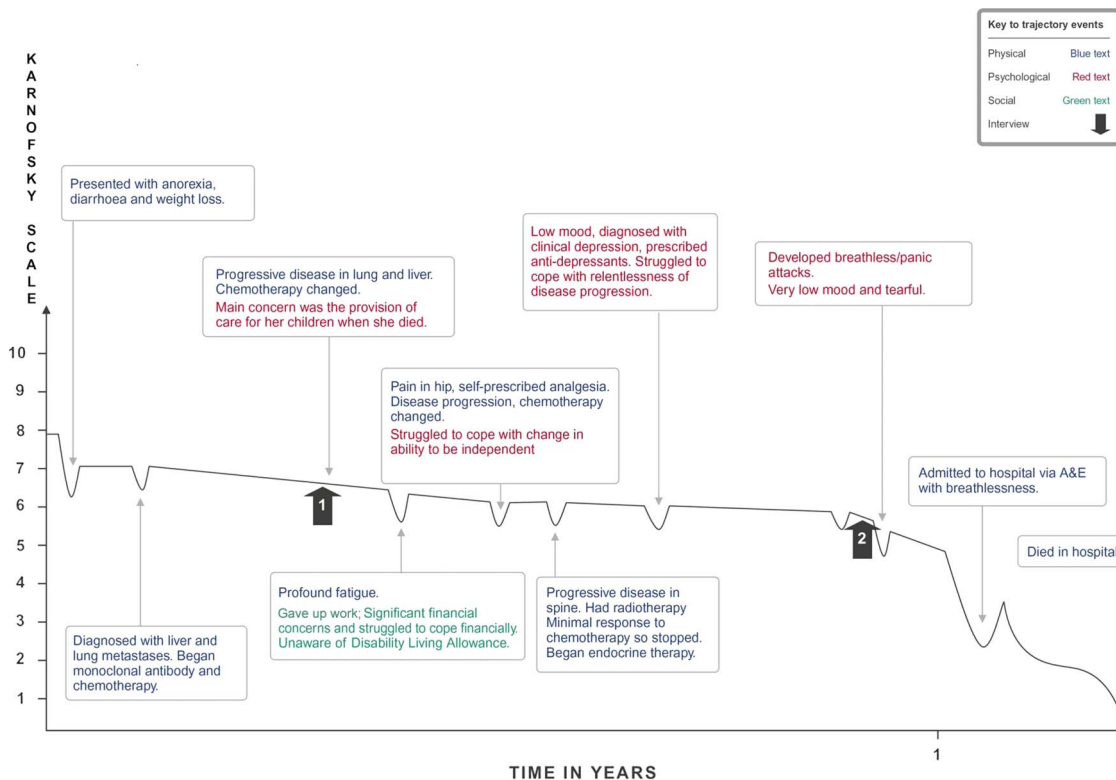 KARNOFSKY SCALE
Key to trajectory events
Physical Blue text
Psychological Red text
Social Green text
Interview
Presented with anorexia,
diarrhoea and weight loss.
Progressive disease in lung and liver.
Chemotherapy changed.
Main concern was the provision of
care for her children when she died.
Low mood, diagnosed with
clinical depression, prescribed
anti-depressants. Struggled to
cope with relentlessness of
disease progression.
Developed breathless/panic
attacks.
Very low mood and tearful.
Pain in hip, self-prescribed analgesia.
Disease progression, chemotherapy
changed.
Struggled to cope with change in
ability to be independent
Admitted to hospital via A&E
with breathlessness.
Died in hospital
10
9
8
7
6
5
4
3
2
1
1
2
Diagnosed with liver and
lung metastases. Began
monoclonal antibody and
chemotherapy.
Profound fatigue.
Gave up work; Significant financial
concerns and struggled to cope financially.
Unaware of Disability Living Allowance.
Progressive disease in
spine. Had radiotherapy
Minimal response to
chemotherapy so stopped.
Began endocrine therapy.
1
TIME IN YEARS